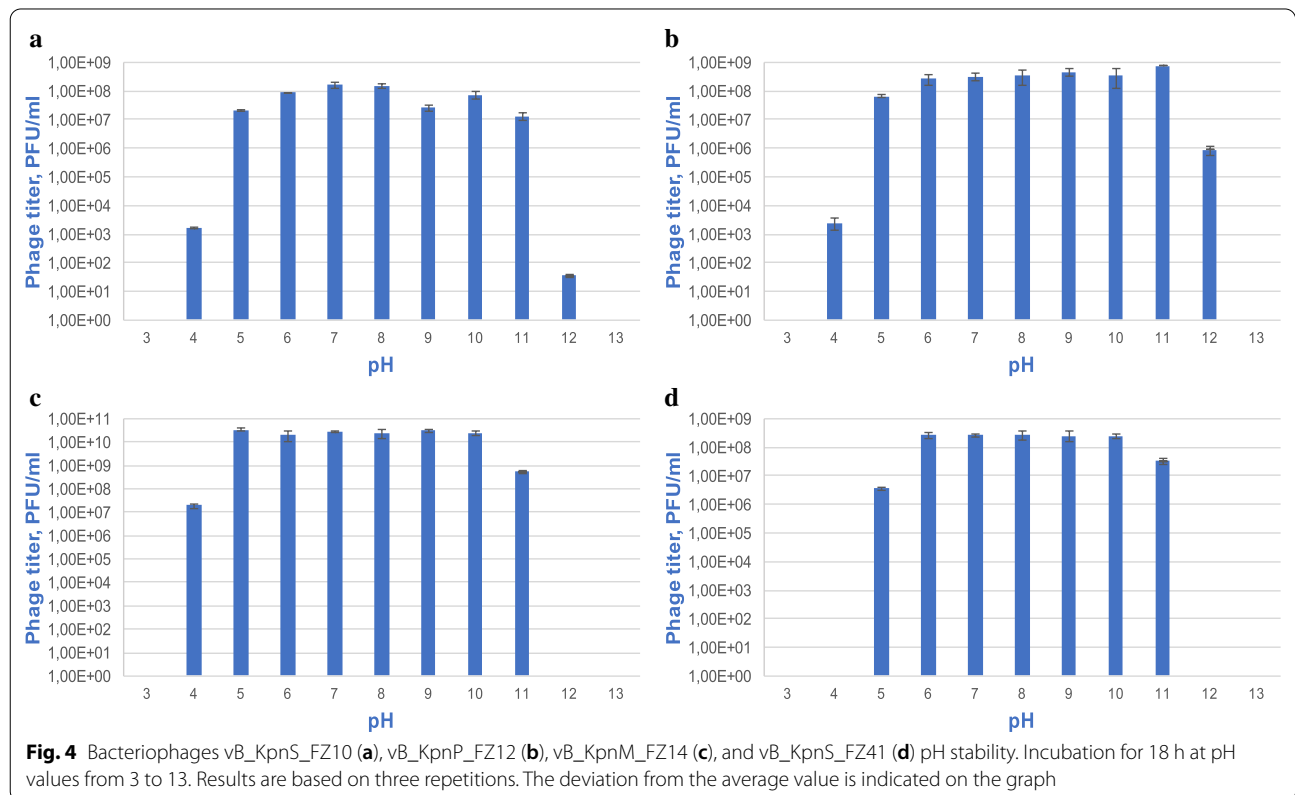 a
Phage titer, PFU/ml
1,00E+09
1,00E+08
1,00E+07
1,00E+06
1,00E+05
1,00E+04
1,00E+03
1,00E+02
1,00E+01
1,00E+00
3 4 5 6 7 8 9 10 11 12 13
pH
b
Phage titer, PFU/ml
1,00E+09
1,00E+08
1,00E+07
1,00E+06
1,00E+05
1,00E+04
1,00E+03
1,00E+02
1,00E+01
1,00E+00
3 4 5 6 7 8 9 10 11 12 13
pH
c
Phage titer, PFU/ml
1,00E+11
1,00E+10
1,00E+09
1,00E+08
1,00E+07
1,00E+06
1,00E+05
1,00E+04
1,00E+03
1,00E+02
1,00E+01
1,00E+00
3 4 5 6 7 8 9 10 11 12 13
pH
d
Phage titer, PFU/ml
1,00E+09
1,00E+08
1,00E+07
1,00E+06
1,00E+05
1,00E+04
1,00E+03
1,00E+02
1,00E+01
1,00E+00
3 4 5 6 7 8 9 10 11 12 13
pH
Fig. 4 Bacteriophages vB_KpnS_FZ10 (a), vB_KpnP_FZ12 (b), vB_KpnM_FZ14 (c), and vB_KpnS_FZ41 (d) pH stability. Incubation for 18 h at pH
values from 3 to 13. Results are based on three repetitions. The deviation from the average value is indicated on the graph